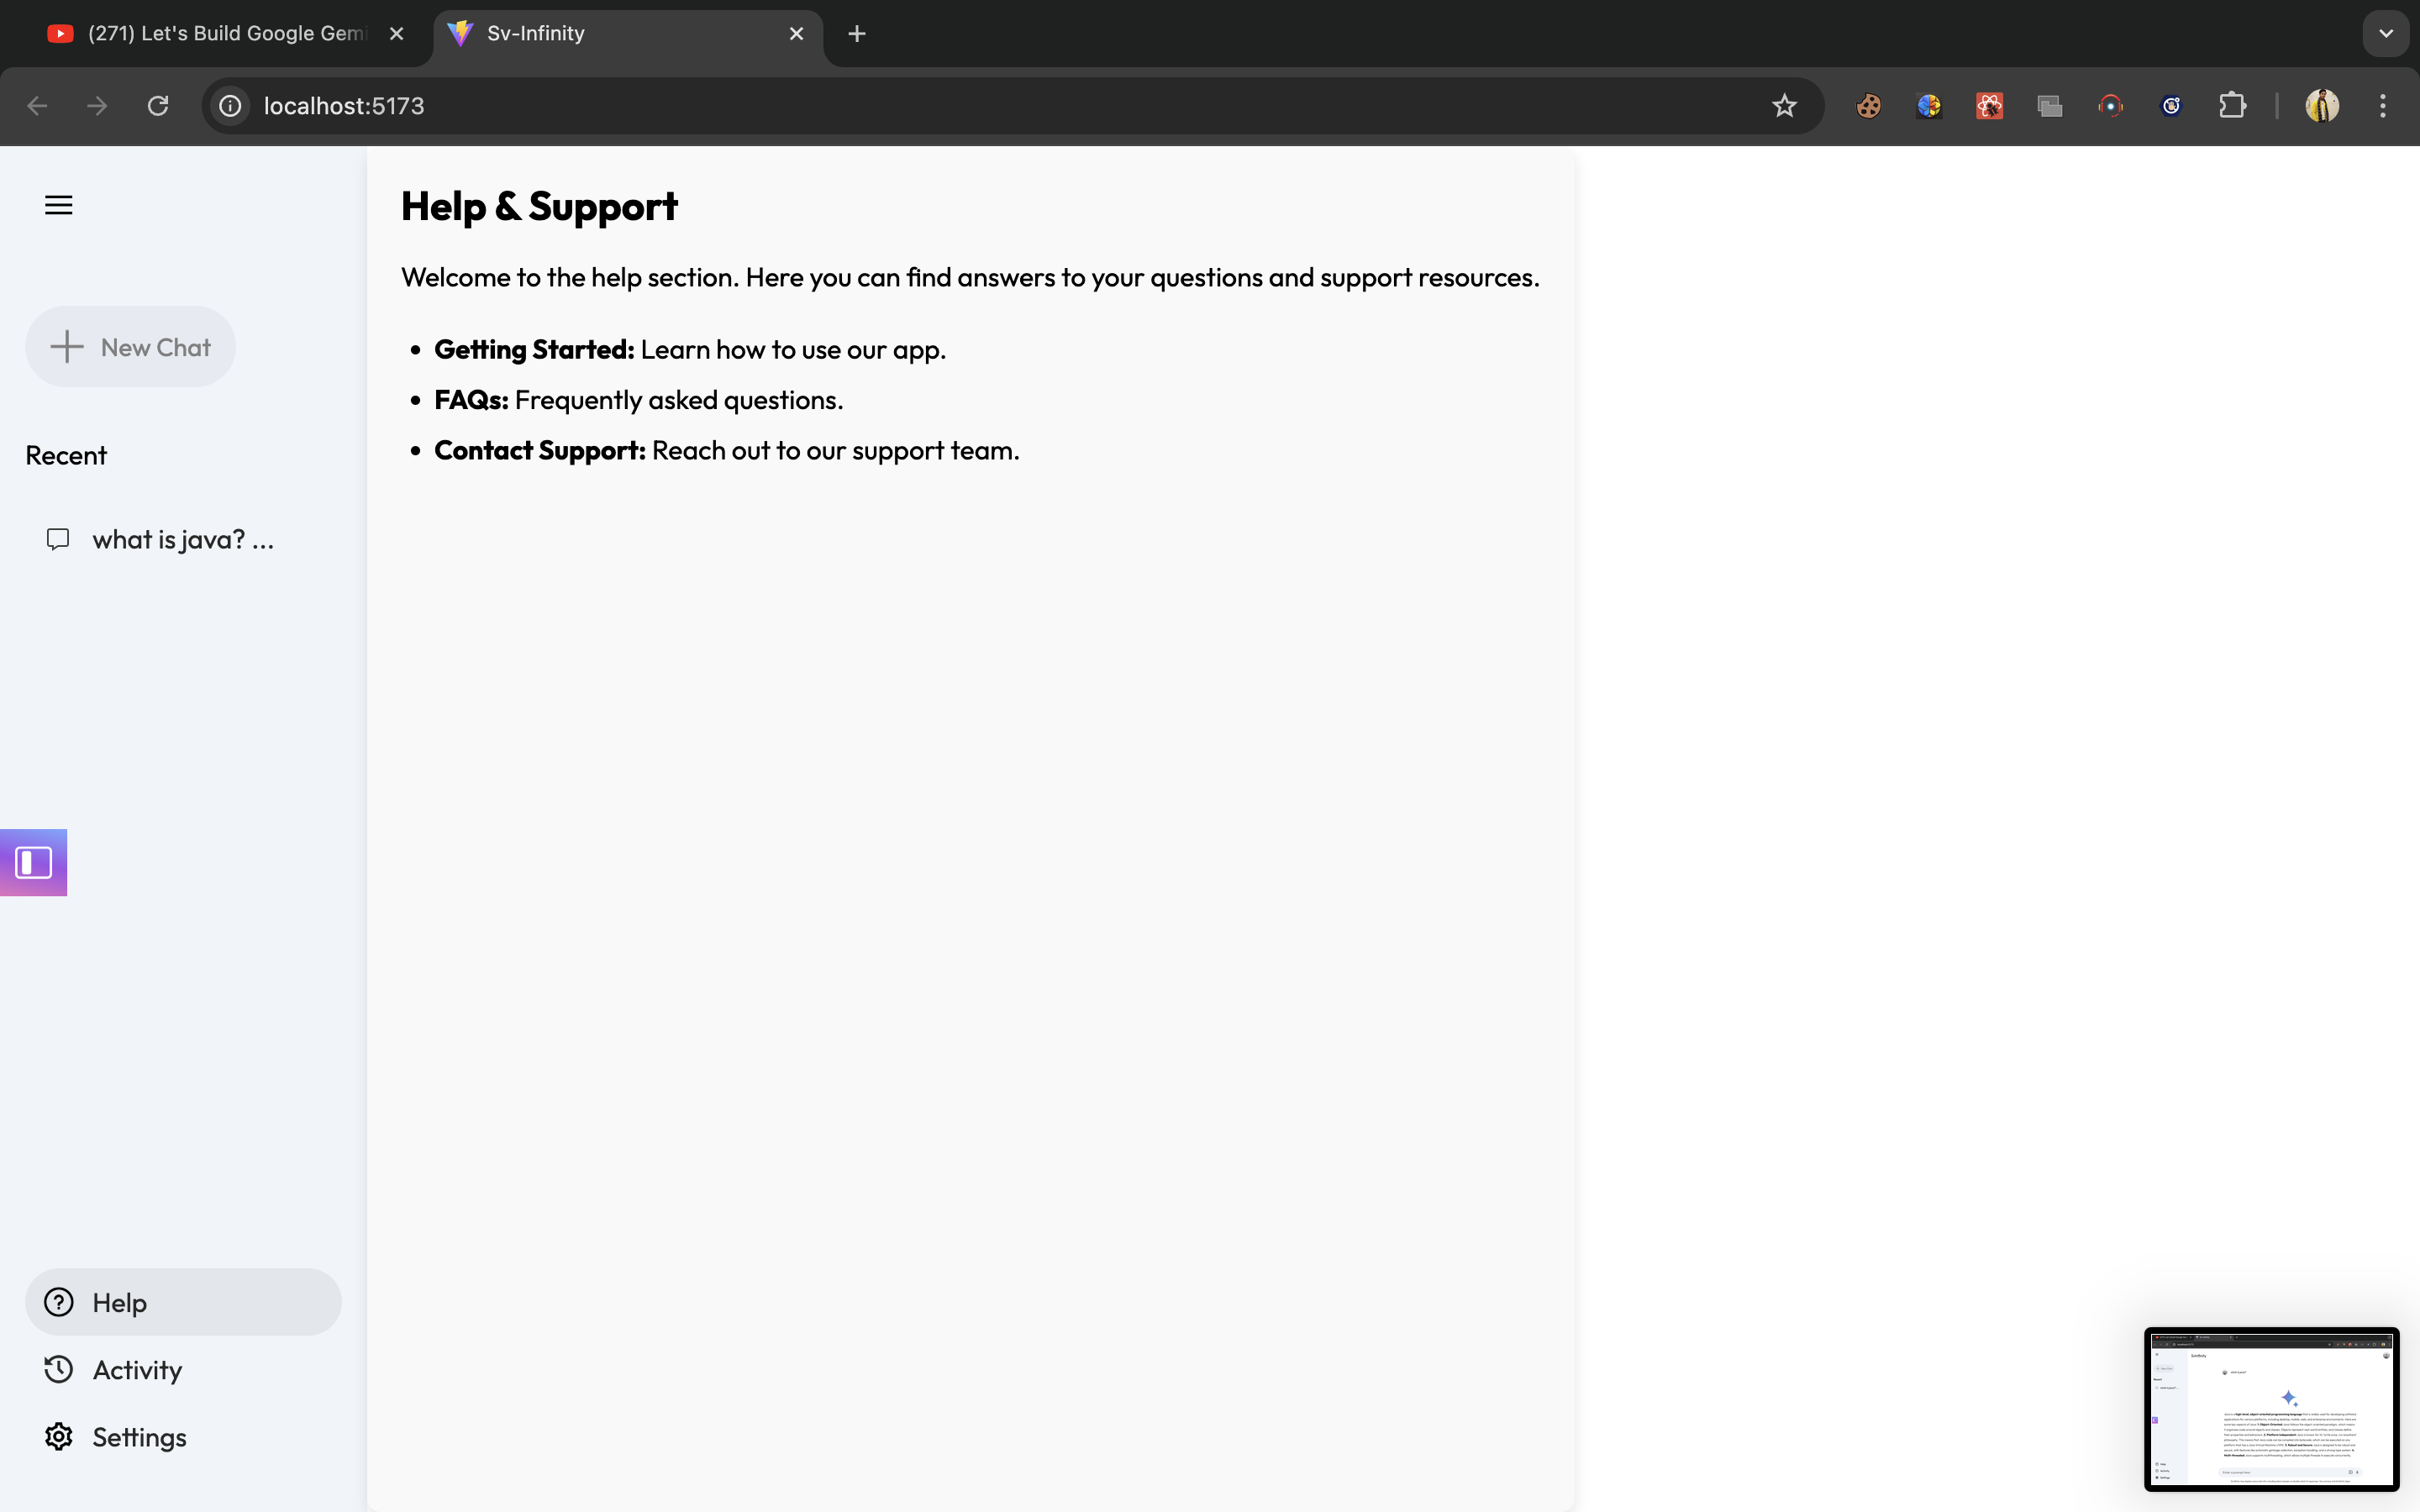 (271) Let's Build Google Gemi
Sv-Infinity
localhost:5173
Help & Support
Welcome to the help section. Here you can find answers to your questions and support resources.
New Chat
Getting Started: Learn how to use our app.
FAQs: Frequently asked questions.
Contact Support: Reach out to our support team.
Recent
what is java? ...
Help
Activity
Settings